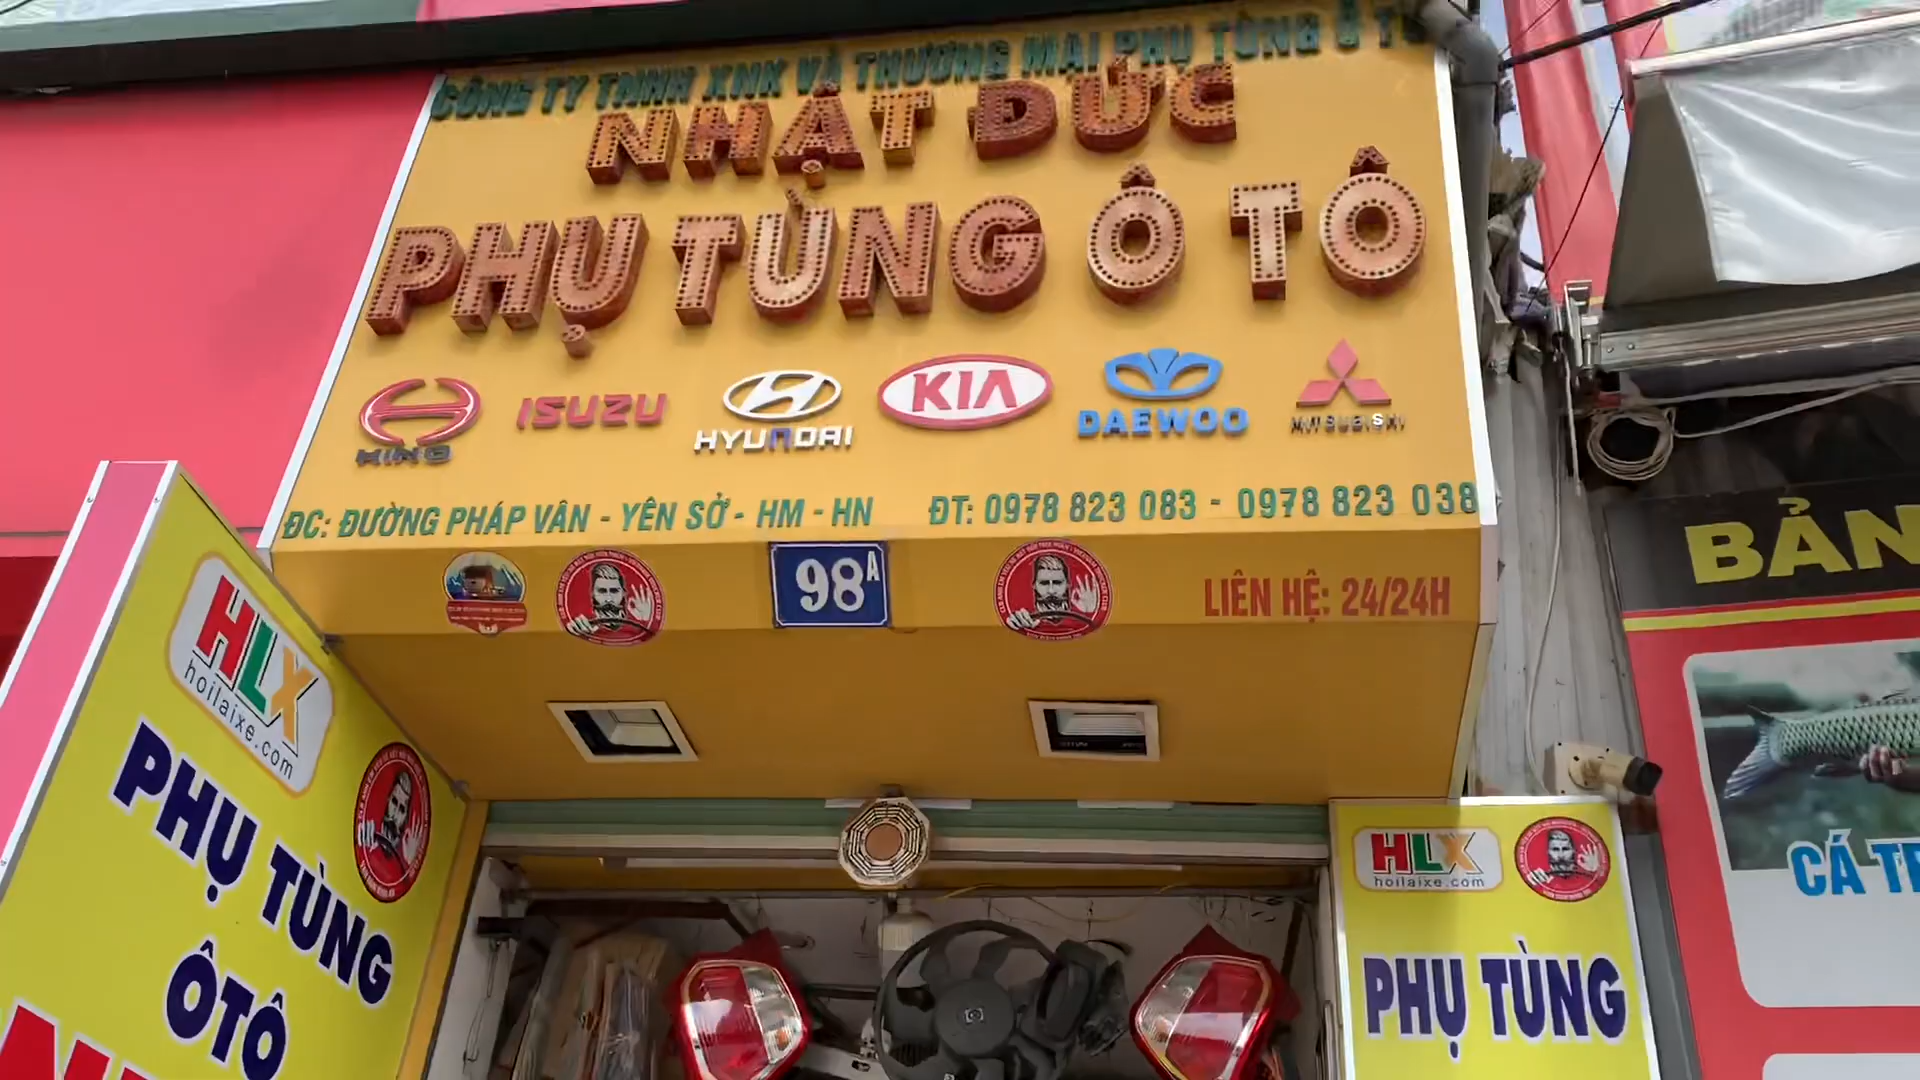 CÔNG TY TNHH XNK VÀ THƯƠNG MẠI PHỤ TÙNG Ô TÔ
NHẬT ĐỨC
PHỤ TÙNG Ô TÔ
HINO
ISUZU
HYUNDAI
KIA
DAEWOO
MITSUBISHI
ĐC: ĐƯỜNG PHÁP VÂN - YÊN SỞ - HM - HN ĐT: 0978 823 083 - 0978 823 038
98A
LIÊN HỆ: 24/24H
HLX
hoilaixe.com
PHỤ TÙNG
ÔTÔ
HLX
hoilaixe.com
PHỤ TÙNG
BẢN
CÁ